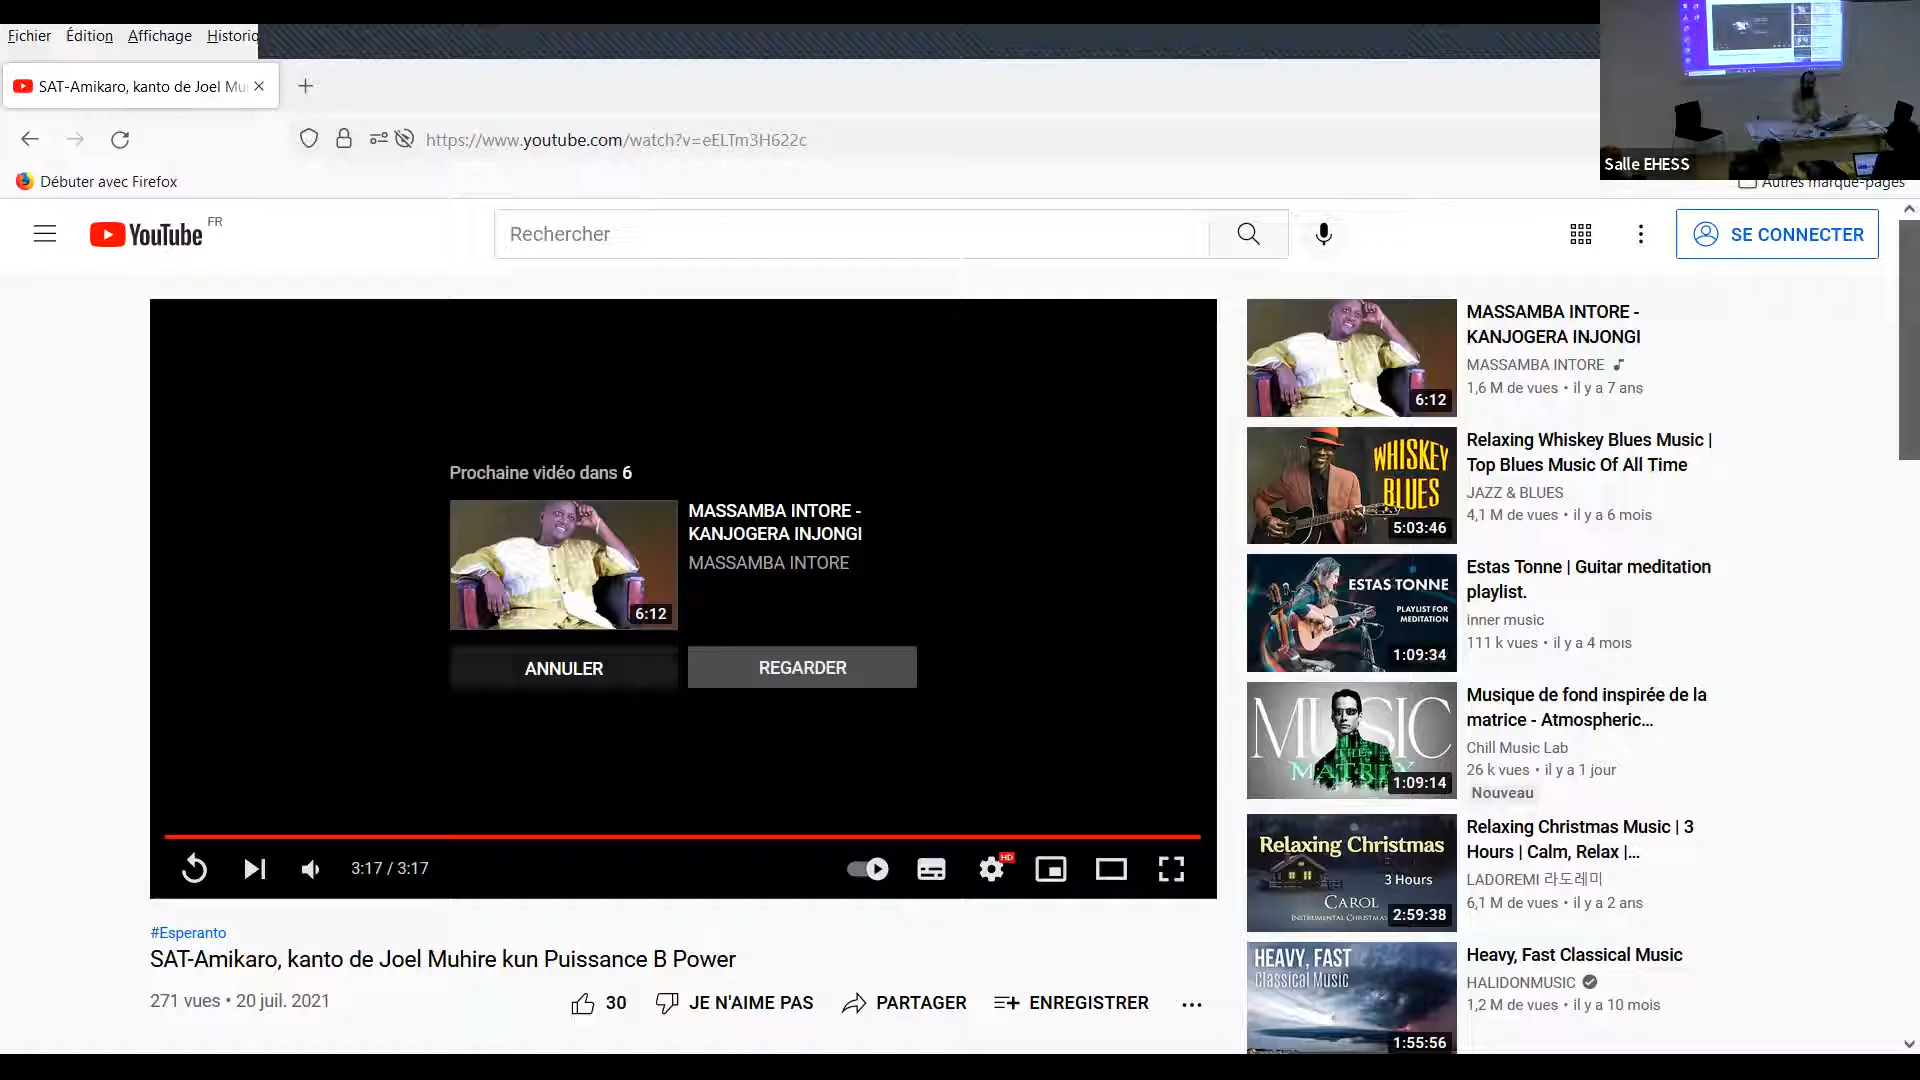 Fichier Édition Affichage Historiq
SAT-Amikaro, kanto de Joel Mu
https://www.youtube.com/watch?v=eELTm3H622c
Débuter avec Firefox
Autres marque-pages
Salle EHESS
YouTube FR
Rechercher
SE CONNECTER
Prochaine vidéo dans 6
MASSAMBA INTORE -
KANJOGERA INJONGI
MASSAMBA INTORE
6:12
ANNULER
REGARDER
3:17 / 3:17
HD
#Esperanto
SAT-Amikaro, kanto de Joel Muhire kun Puissance B Power
271 vues • 20 juil. 2021
30
JE N'AIME PAS
PARTAGER
ENREGISTRER
6:12
MASSAMBA INTORE -
KANJOGERA INJONGI
MASSAMBA INTORE
1,6 M de vues • il y a 7 ans
WHISKEY
BLUES
5:03:46
Relaxing Whiskey Blues Music |
Top Blues Music Of All Time
JAZZ & BLUES
4,1 M de vues • il y a 6 mois
ESTAS TONNE
PLAYLIST FOR
MEDITATION
1:09:34
Estas Tonne | Guitar meditation
playlist.
inner music
111 k vues • il y a 4 mois
MUSIC
THE
MATRIX
1:09:14
Musique de fond inspirée de la
matrice - Atmospheric...
Chill Music Lab
26 k vues • il y a 1 jour
Nouveau
Relaxing Christmas
3 Hours
CAROL
INSTRUMENTAL CHRISTMAS
2:59:38
Relaxing Christmas Music | 3
Hours | Calm, Relax |...
LADOREMI 라도레미
6,1 M de vues • il y a 2 ans
HEAVY, FAST
Classical Music
1:55:56
Heavy, Fast Classical Music
HALIDONMUSIC
1,2 M de vues • il y a 10 mois